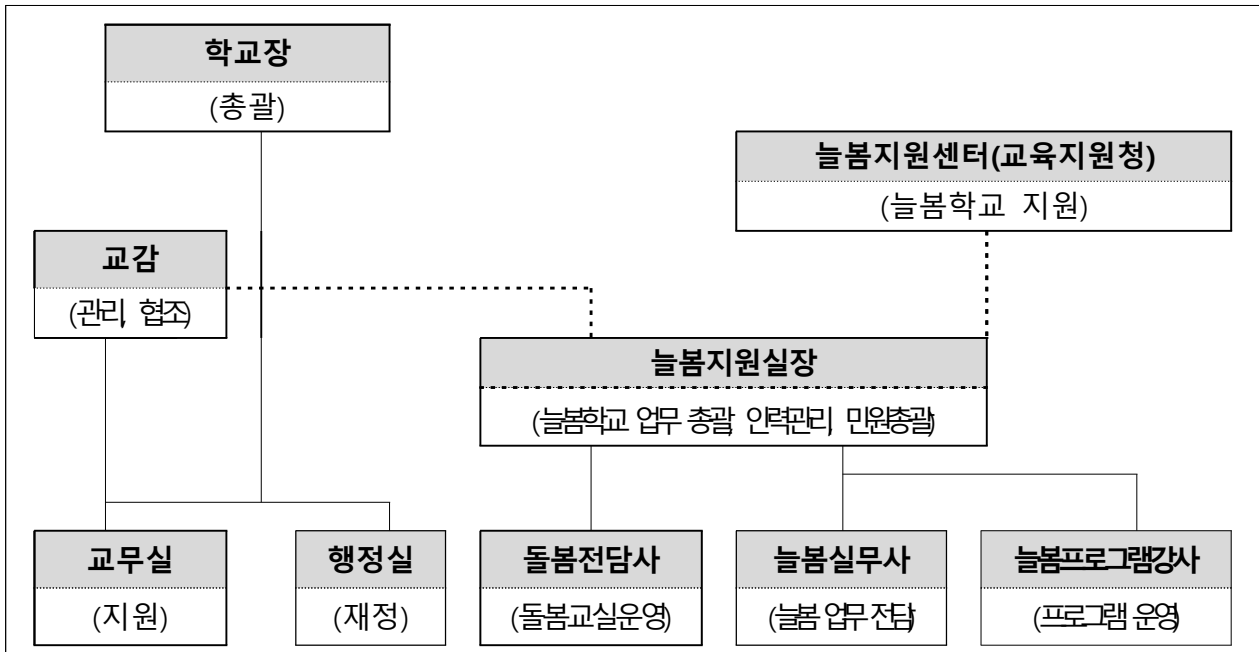 학교장
(총괄)
늘봄지원센터(교육지원청)
(늘봄학교 지원)
교감
(관리, 협조)
늘봄지원실장
(늘봄학교 업무 총괄, 인력관리, 민원총괄)
교무실
(지원)
행정실
(재정)
돌봄전담사
(돌봄교실운영)
늘봄실무사
(늘봄 업무 전담)
늘봄프로그램강사
(프로그램 운영)